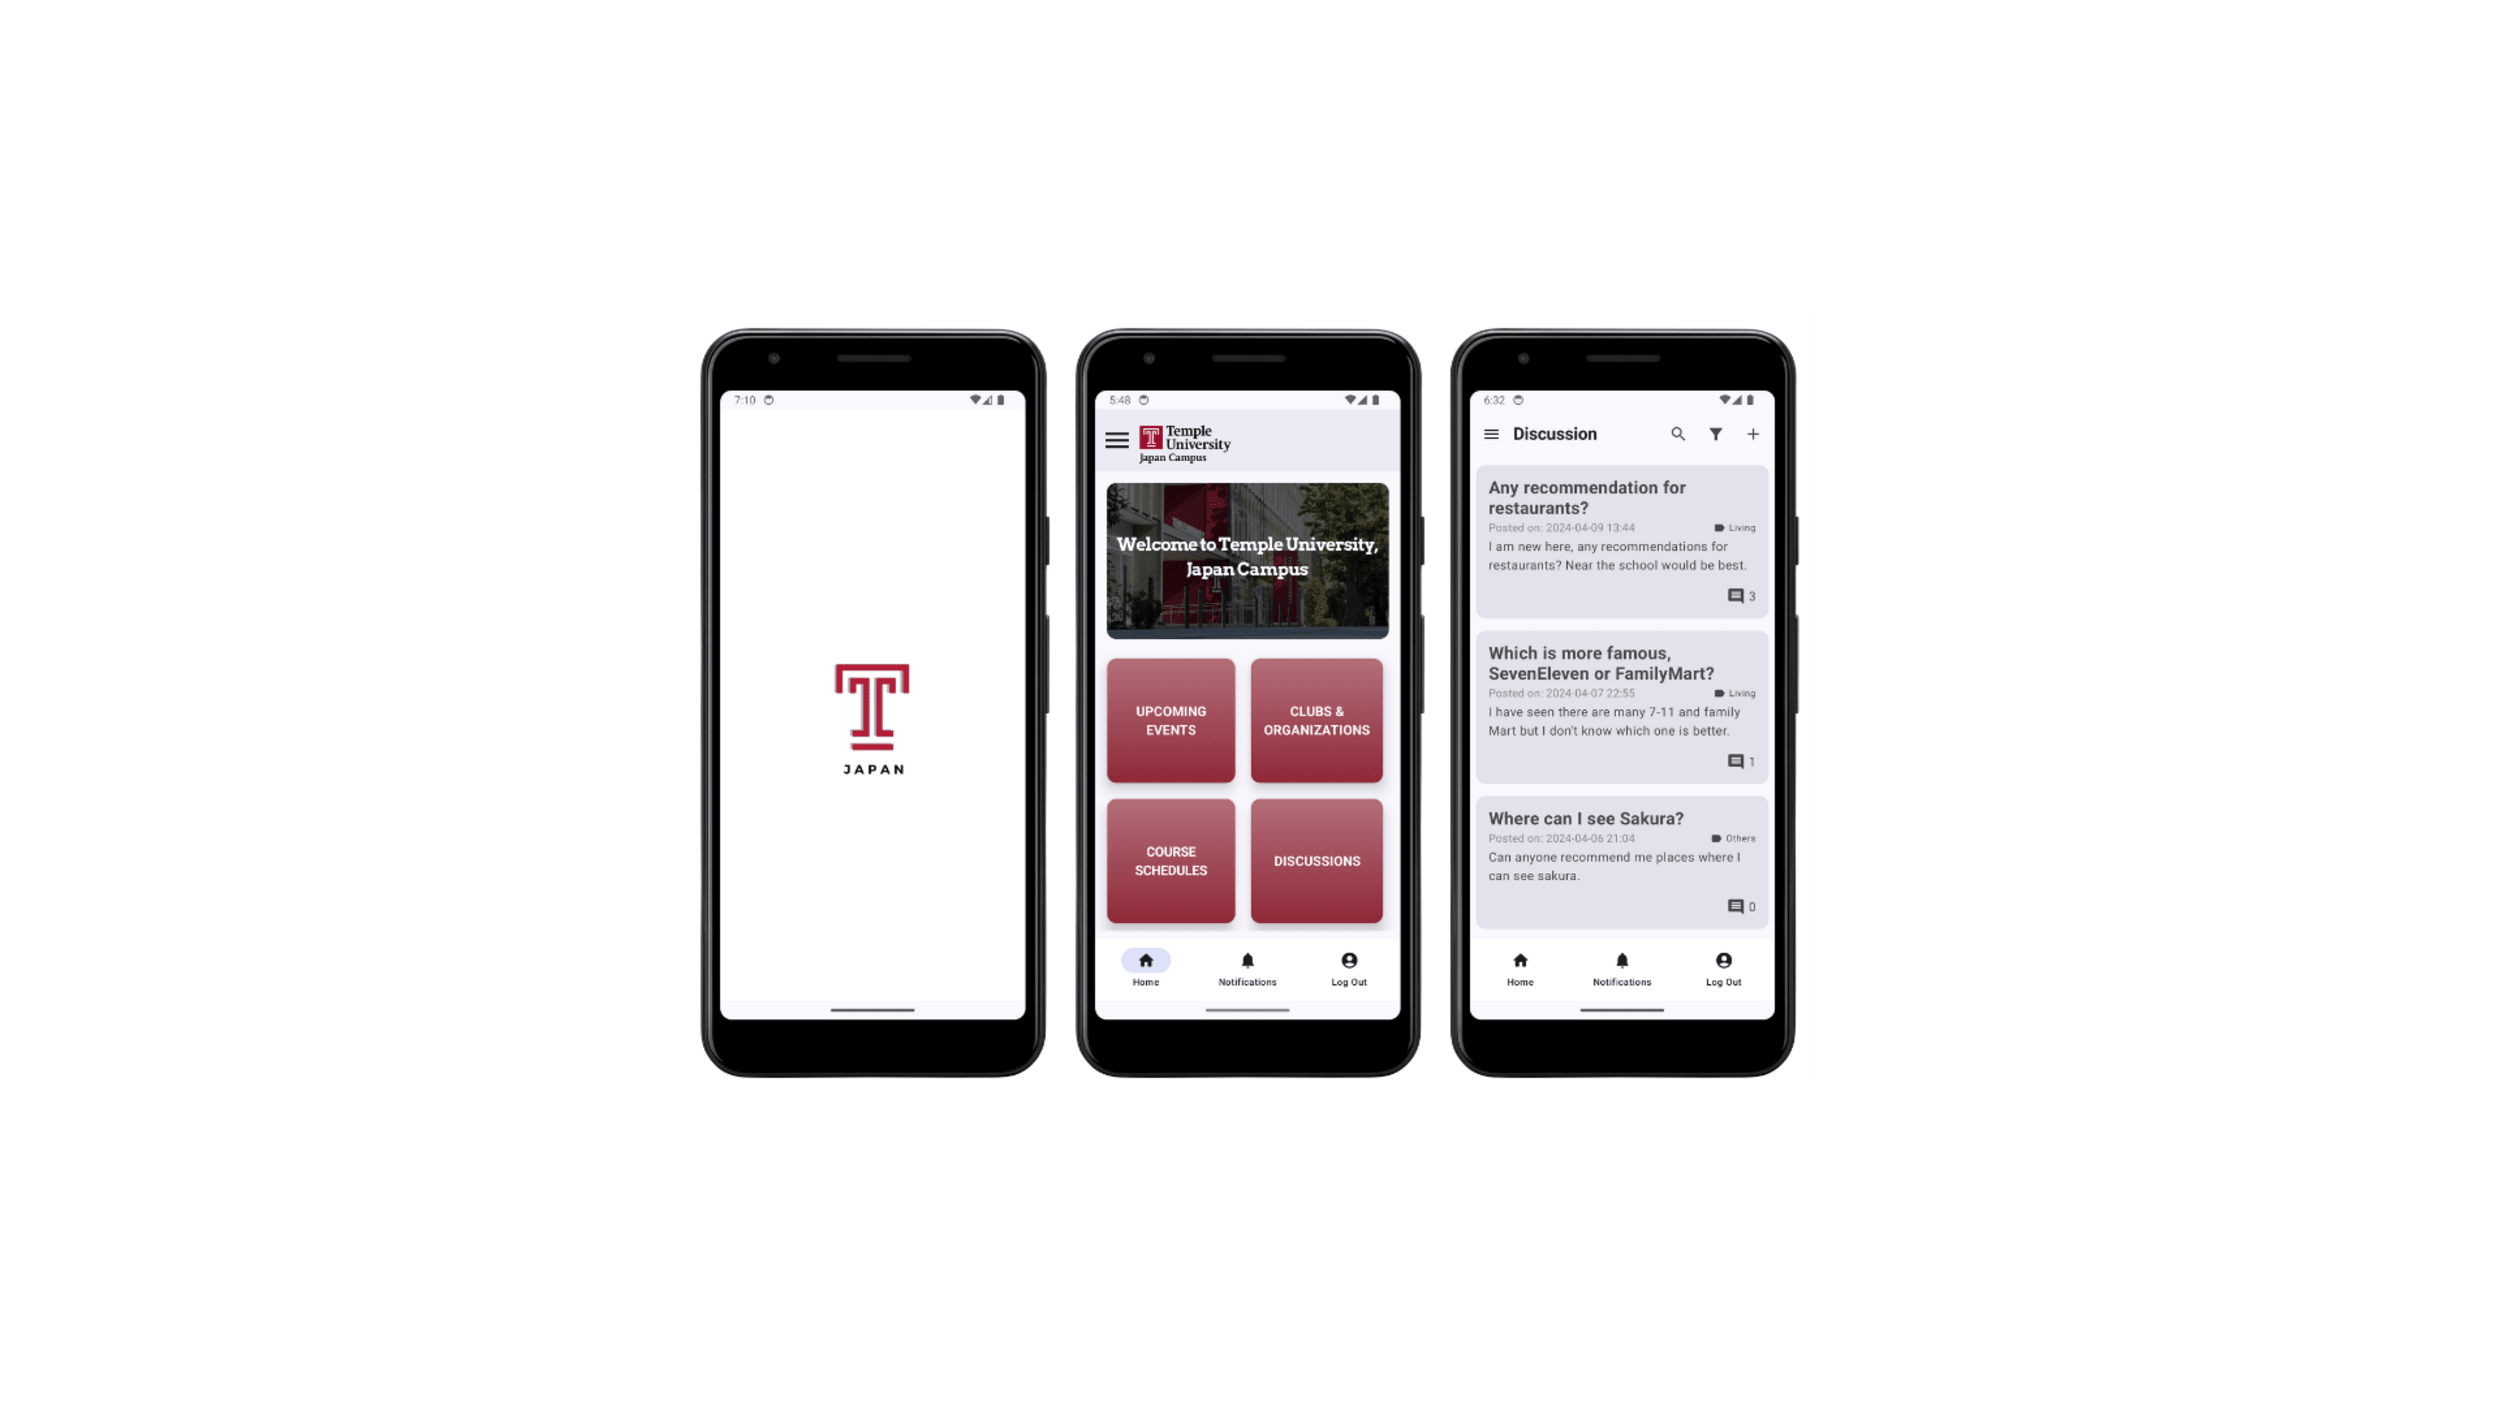 7:10
T
JAPAN
5:48
T Temple
University
Japan Campus
Welcome to Temple University,
Japan Campus
UPCOMING
EVENTS
CLUBS &
ORGANIZATIONS
COURSE
SCHEDULES
DISCUSSIONS
Home
Notifications
Log Out
6:32
Discussion
Any recommendation for
restaurants?
Posted on: 2024-04-09 13:44
Living
I am new here, any recommendations for
restaurants? Near the school would be best.
3
Which is more famous,
SevenEleven or FamilyMart?
Posted on: 2024-04-07 22:55
Living
I have seen there are many 7-11 and family
Mart but I don't know which one is better.
1
Where can I see Sakura?
Posted on: 2024-04-06 21:04
Others
Can anyone recommend me places where I
can see sakura.
0
Home
Notifications
Log Out